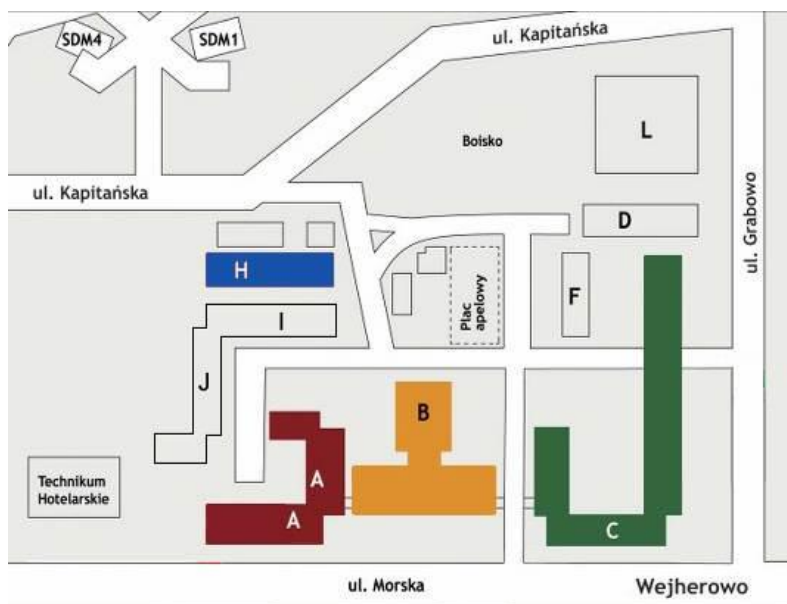 SDM4
SDM1
ul. Kapitańska
L
Boisko
ul. Kapitańska
D
ul. Grabowo
H
F
Plac
apelowy
I
J
B
Technikum
Hotelarskie
A
A
C
ul. Morska
Wejherowo